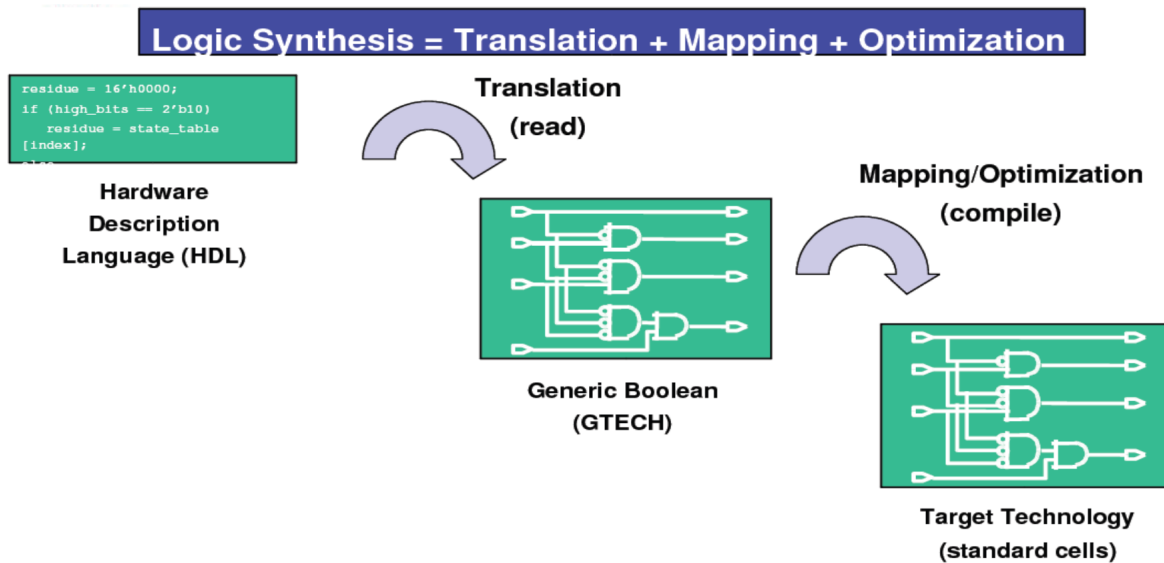 Logic Synthesis = Translation + Mapping + Optimization
residue = 16’h0000;
if (high_bits == 2’b10)
residue = state_table
[index];
else
Hardware
Description
Language (HDL)
Translation
(read)
Generic Boolean
(GTECH)
Mapping/Optimization
(compile)
Target Technology
(standard cells)